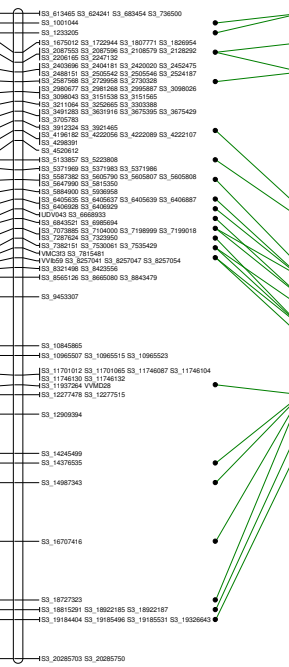 S3_613465 S3_624241 S3_683454 S3_736500
S3_1001044
S3_1233205
S3_1675012 S3_1722944 S3_1807771 S3_1826954
S3_2087553 S3_2087596 S3_2108579 S3_2128292
S3_2206165 S3_2247132
S3_2403696 S3_2404181 S3_2420020 S3_2452475
S3_2488151 S3_2505542 S3_2505546 S3_2524187
S3_2587568 S3_2729958 S3_2730328
S3_2980677 S3_2981268 S3_2995887 S3_3098026
S3_3098043 S3_3151538 S3_3151565
S3_3211064 S3_3252665 S3_3303388
S3_3491283 S3_3631916 S3_3675395 S3_3675429
S3_3705783
S3_3912324 S3_3921465
S3_4196182 S3_4222056 S3_4222089 S3_4222107
S3_4298391
S3_4520612
S3_5133857 S3_5223808
S3_5371969 S3_5371983 S3_5371986
S3_5587382 S3_5605790 S3_5605807 S3_5605808
S3_5647990 S3_5815350
S3_5884900 S3_5936958
S3_6405635 S3_6405637 S3_6406539 S3_6406887
S3_6406928 S3_6406929
UDV043 S3_6668933
S3_6843521 S3_6985694
S3_7073885 S3_7104000 S3_7198999 S3_7199018
S3_7287624 S3_7323950
S3_7382151 S3_7530061 S3_7535429
VMC3f3 S3_7815481
VVIb59 S3_8257041 S3_8257047 S3_8257054
S3_8321498 S3_8423556
S3_8565126 S3_8665080 S3_8843479
S3_9453307
S3_10845865
S3_10965507 S3_10965515 S3_10965523
S3_11701012 S3_11701065 S3_11746087 S3_11746104
S3_11746130 S3_11746132
S3_11937264 VVMD28
S3_12277478 S3_12277515
S3_12909394
S3_14245499
S3_14376535
S3_14987343
S3_16707416
S3_18727323
S3_18815291 S3_18922185 S3_18922187
S3_19184404 S3_19185496 S3_19185531 S3_19326643
S3_20285703 S3_20285750